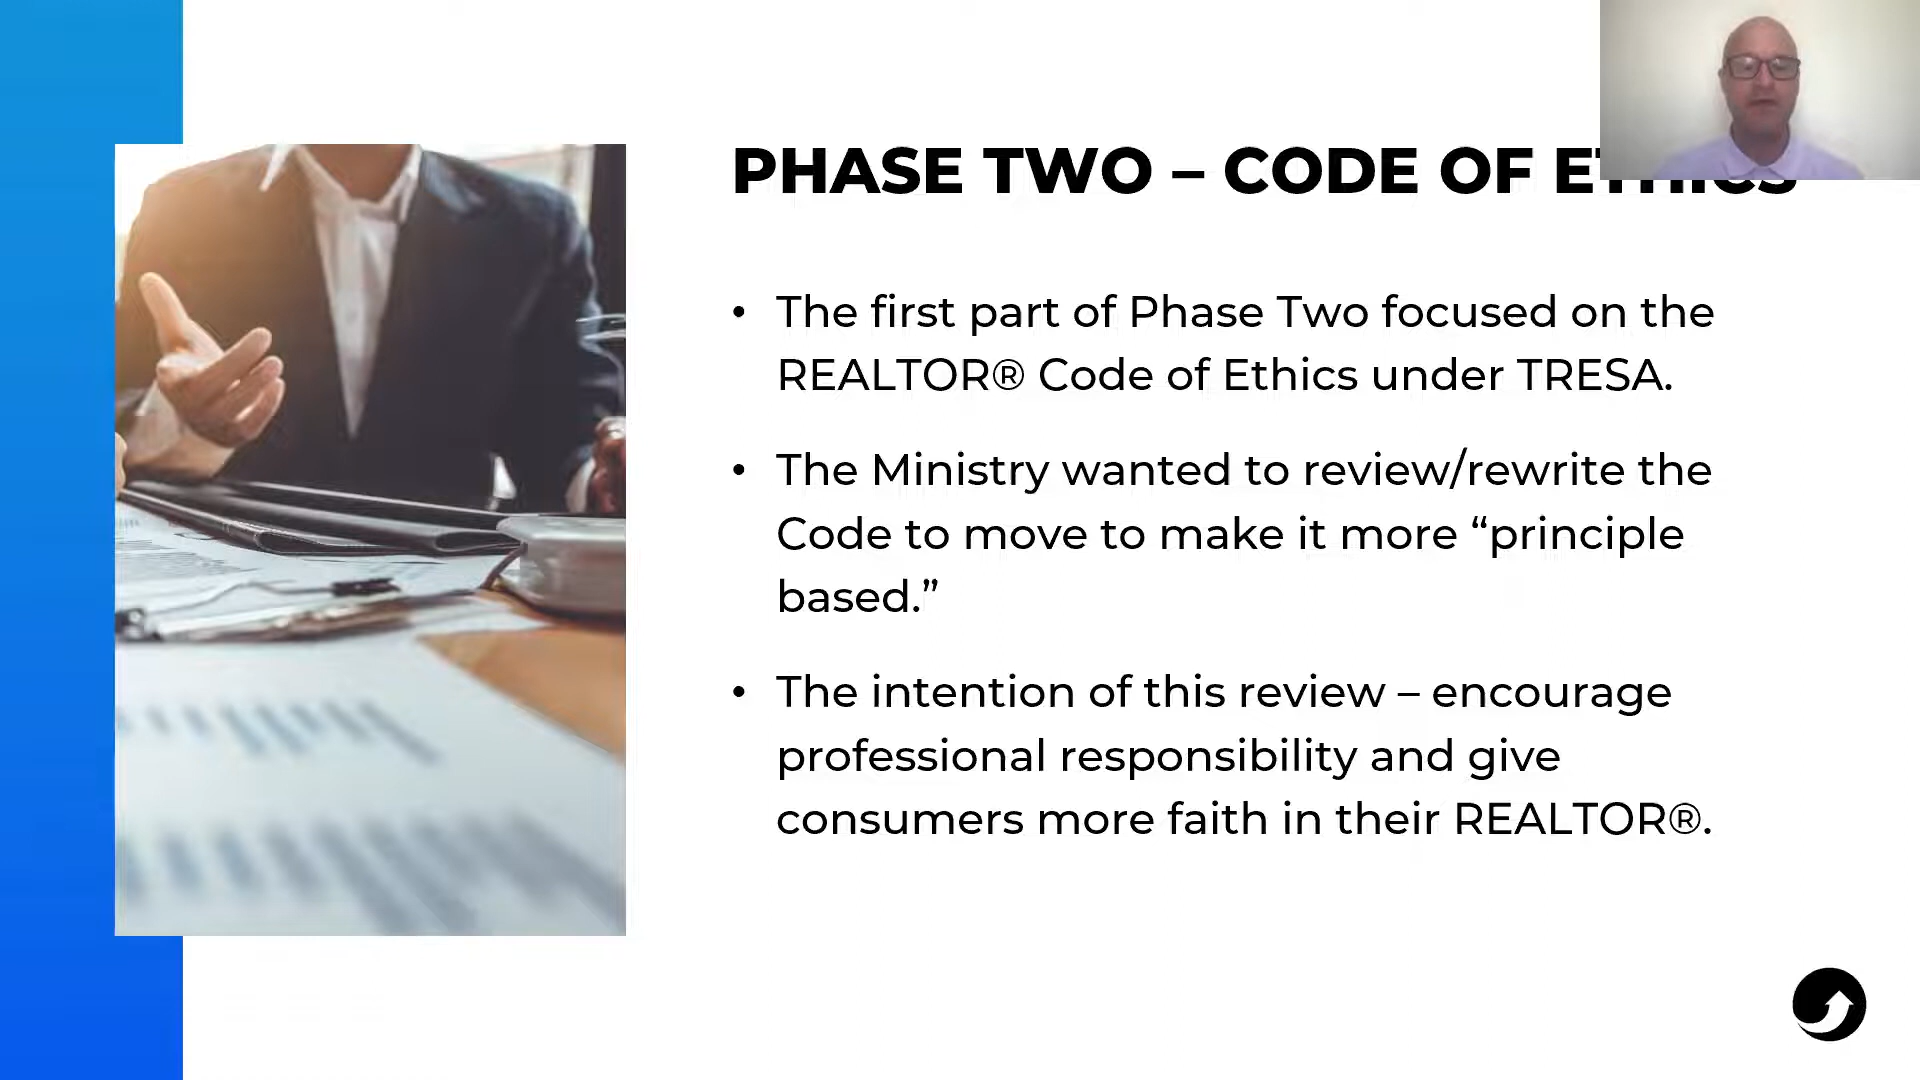 PHASE TWO – CODE OF ETHICS
• The first part of Phase Two focused on the
REALTOR® Code of Ethics under TRESA.
• The Ministry wanted to review/rewrite the
Code to move to make it more “principle
based.”
• The intention of this review – encourage
professional responsibility and give
consumers more faith in their REALTOR®.